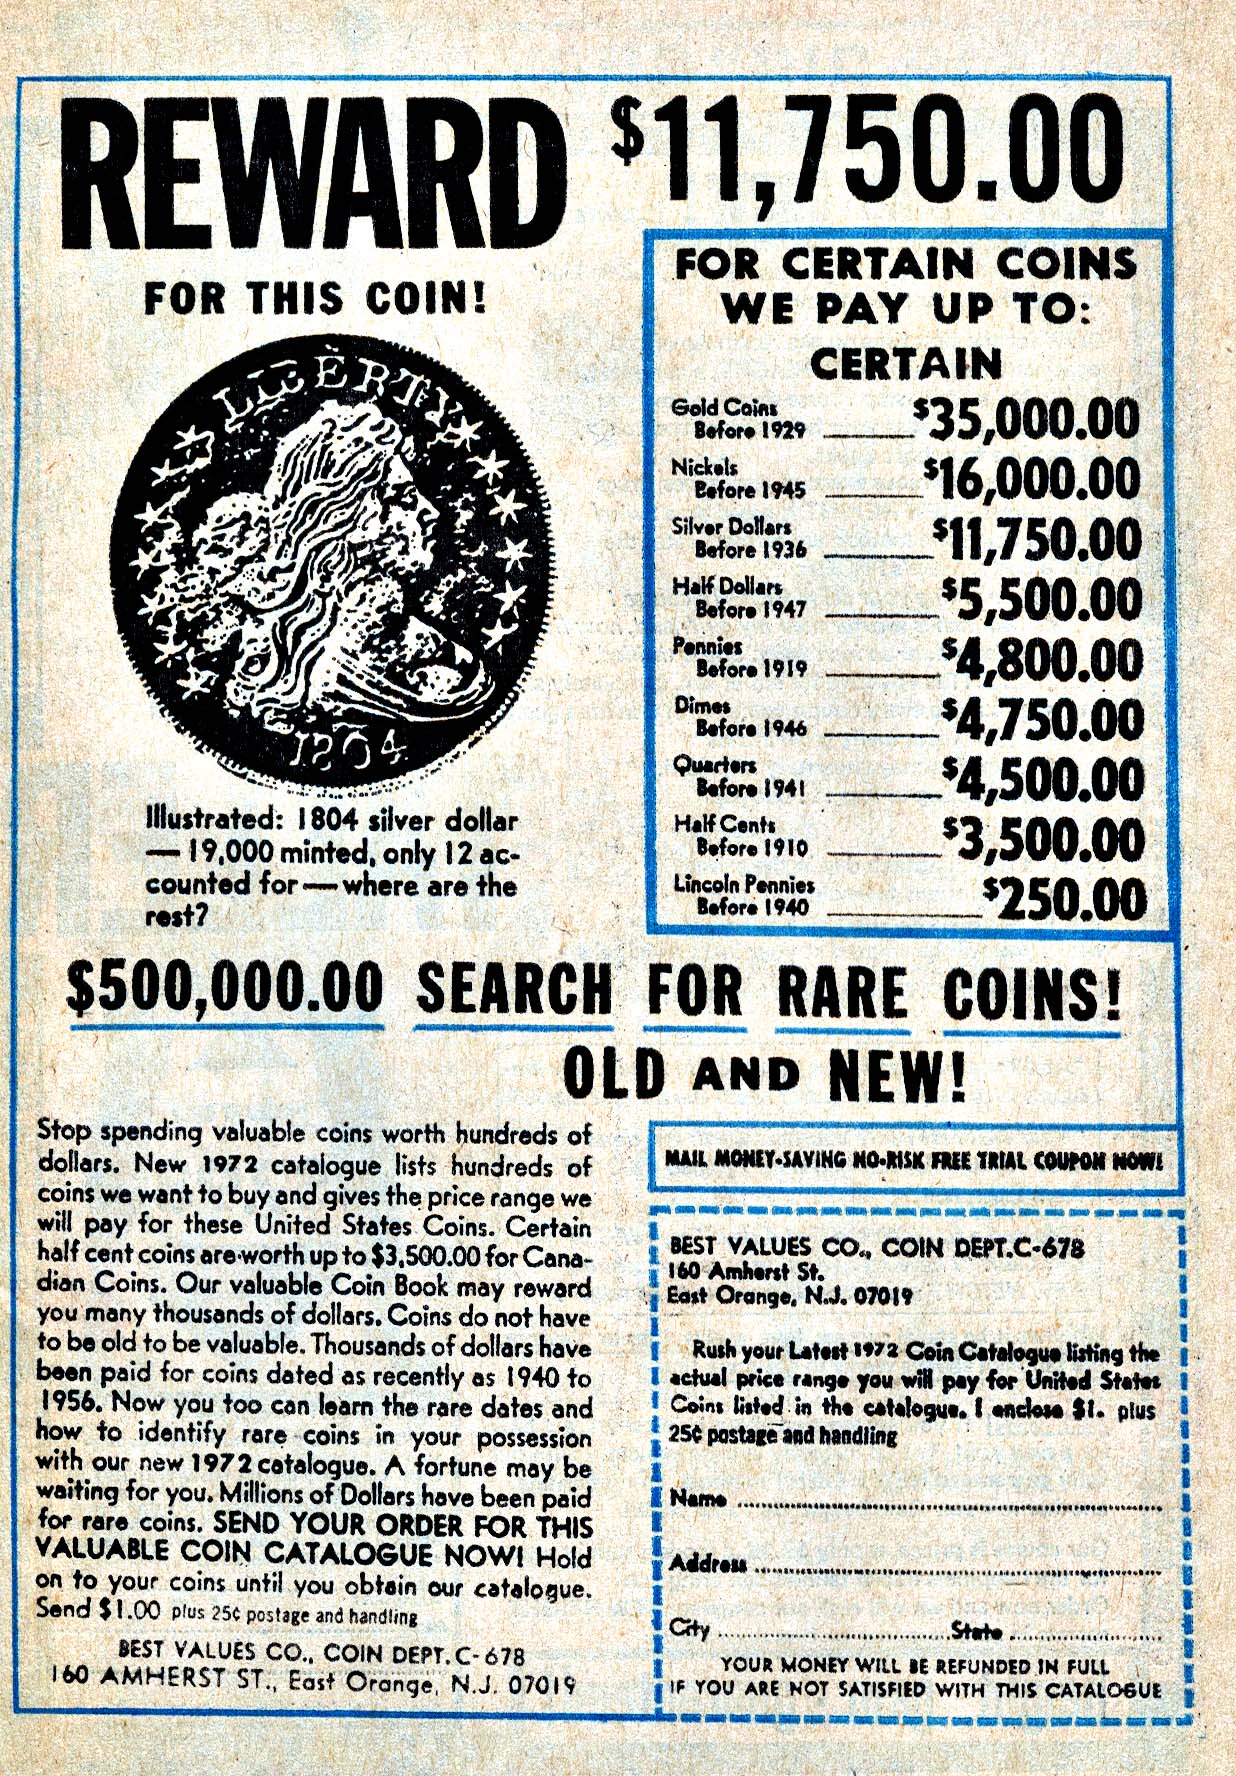 REWARD $11,750.00
FOR THIS COIN!
LIBERTY
1804
Illustrated: 1804 silver dollar
— 19,000 minted, only 12 ac-
counted for — where are the
rest?
FOR CERTAIN COINS
WE PAY UP TO:
CERTAIN
Gold Coins
Before 1929 $35,000.00
Nickels
Before 1945 $16,000.00
Silver Dollars
Before 1936 $11,750.00
Half Dollars
Before 1947 $5,500.00
Pennies
Before 1919 $4,800.00
Dimes
Before 1946 $4,750.00
Quarters
Before 1941 $4,500.00
Half Cents
Before 1910 $3,500.00
Lincoln Pennies
Before 1940 $250.00
$500,000.00 SEARCH FOR RARE COINS!
OLD AND NEW!
Stop spending valuable coins worth hundreds of
dollars. New 1972 catalogue lists hundreds of
coins we want to buy and gives the price range we
will pay for these United States Coins. Certain
half cent coins are worth up to $3,500.00 for Cana-
dian Coins. Our valuable Coin Book may reward
you many thousands of dollars. Coins do not have
to be old to be valuable. Thousands of dollars have
been paid for coins dated as recently as 1940 to
1956. Now you too can learn the rare dates and
how to identify rare coins in your possession
with our new 1972 catalogue. A fortune may be
waiting for you. Millions of Dollars have been paid
for rare coins. SEND YOUR ORDER FOR THIS
VALUABLE COIN CATALOGUE NOW! Hold
on to your coins until you obtain our catalogue.
Send $1.00 plus 25¢ postage and handling
BEST VALUES CO., COIN DEPT. C-678
160 AMHERST ST., East Orange, N.J. 07019
MAIL MONEY-SAVING NO-RISK FREE TRIAL COUPON NOW!
BEST VALUES CO., COIN DEPT. C-678
160 Amherst St.
East Orange, N.J. 07019
Rush your Latest 1972 Coin Catalogue listing the
actual price range you will pay for United States
Coins listed in the catalogue. I enclose $1. plus
25¢ postage and handling
Name
Address
City State
YOUR MONEY WILL BE REFUNDED IN FULL
IF YOU ARE NOT SATISFIED WITH THIS CATALOGUE